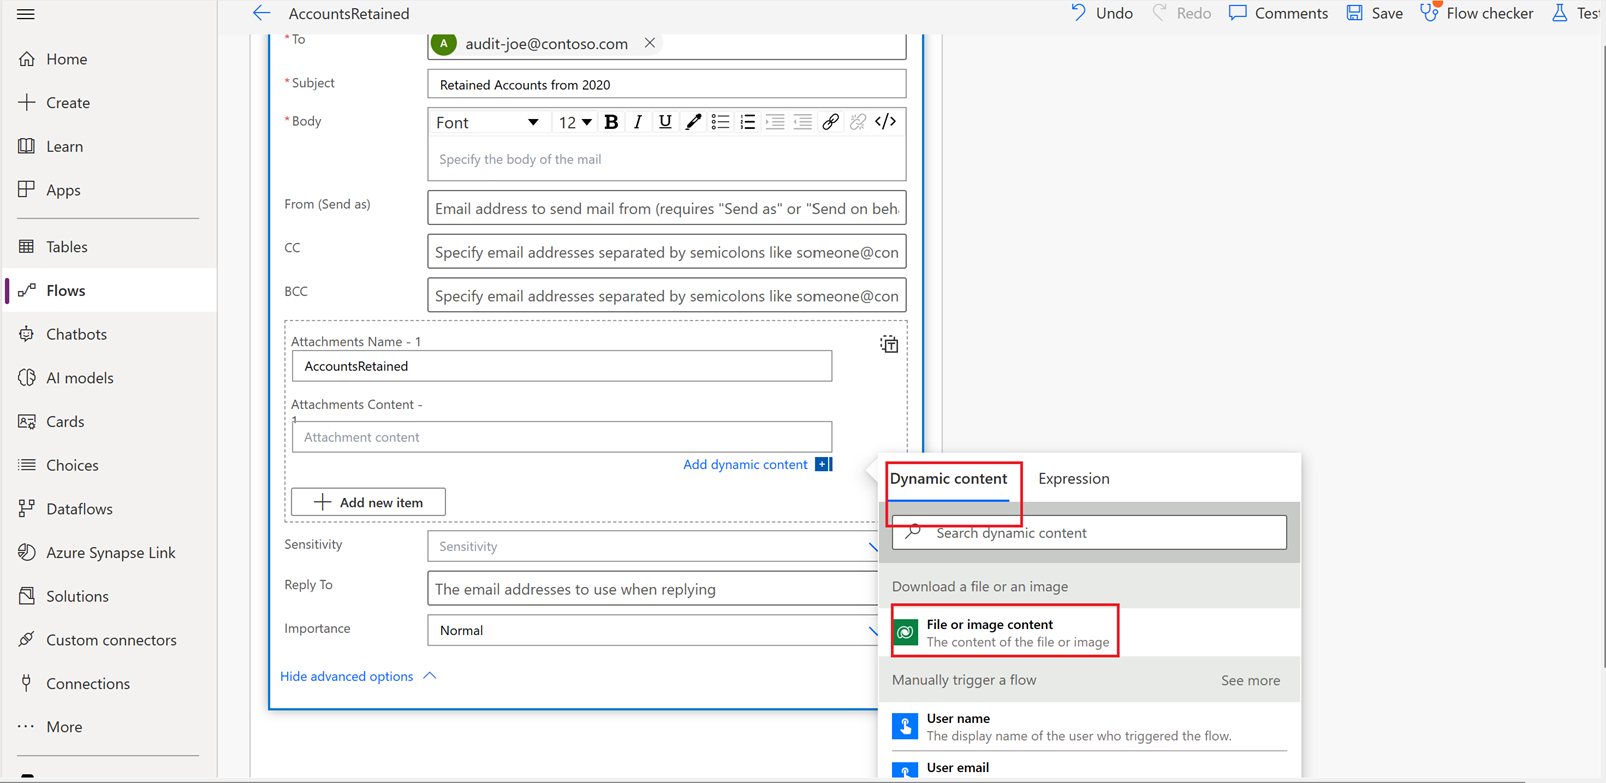 AccountsRetained
Undo
Redo
Comments
Save
Flow checker
Test
Home
Create
Learn
Apps
Tables
Flows
Chatbots
AI models
Cards
Choices
Dataflows
Azure Synapse Link
Solutions
Custom connectors
Connections
More
* To
A
audit-joe@contoso.com
* Subject
Retained Accounts from 2020
* Body
Font
12
B I U </>
Specify the body of the mail
From (Send as)
Email address to send mail from (requires "Send as" or "Send on beh
CC
Specify email addresses separated by semicolons like someone@con
BCC
Specify email addresses separated by semicolons like someone@con
Attachments Name - 1
AccountsRetained
Attachments Content -
1
Attachment content
Add dynamic content
Add new item
Sensitivity
Sensitivity
Reply To
The email addresses to use when replying
Importance
Normal
Hide advanced options
Dynamic content
Expression
Search dynamic content
Download a file or an image
File or image content
The content of the file or image
Manually trigger a flow
See more
User name
The display name of the user who triggered the flow.
User email